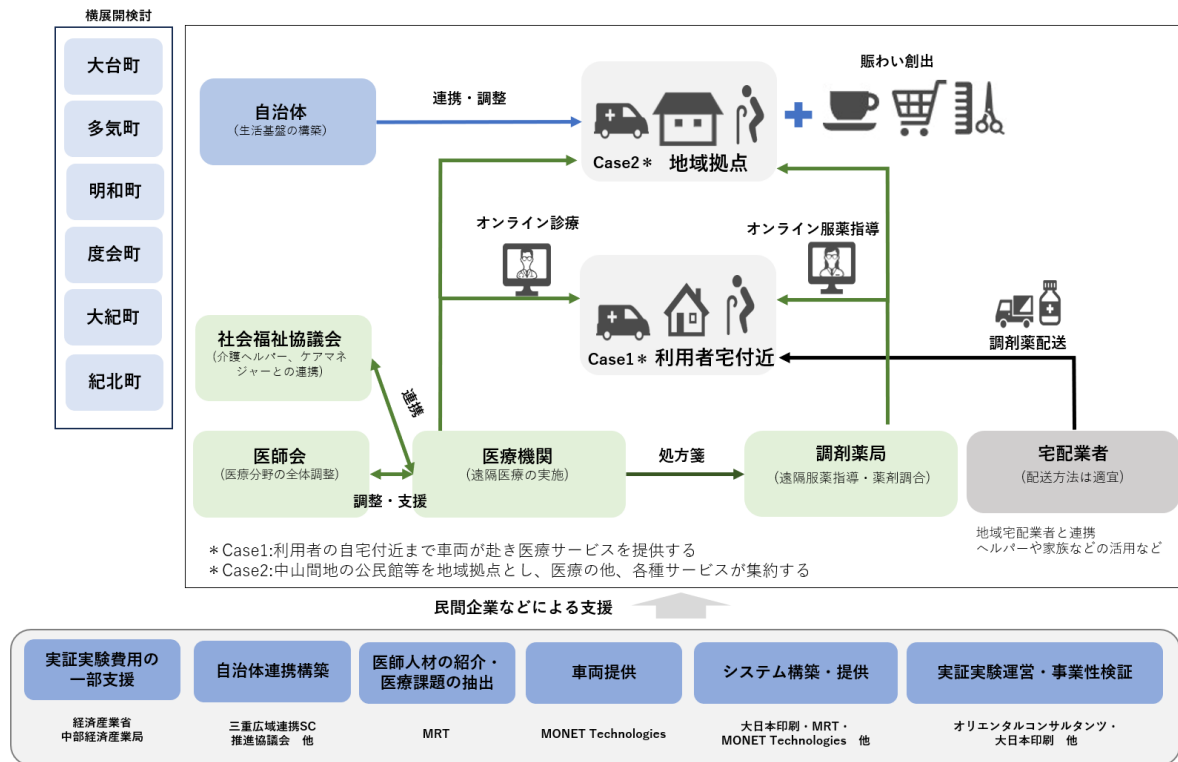 横展開検討
大台町
多気町
明和町
度会町
大紀町
紀北町
自治体
（生活基盤の構築）
連携・調整
Case2＊ 地域拠点
賑わい創出
オンライン診療
オンライン服薬指導
Case1＊ 利用者宅付近
調剤薬配送
社会福祉協議会
（介護ヘルパー、ケアマネ
ジャーとの連携）
連携
医師会
（医療分野の全体調整）
調整・支援
医療機関
（遠隔医療の実施）
処方箋
調剤薬局
（遠隔服薬指導・薬剤調合）
宅配業者
（配送方法は適宜）
地域宅配業者と連携
ヘルパーや家族などの活用など
＊Case1:利用者の自宅付近まで車両が赴き医療サービスを提供する
＊Case2:中山間地の公民館等を地域拠点とし、医療の他、各種サービスが集約する
民間企業などによる支援
実証実験費用の
一部支援
経済産業省
中部経済産業局
自治体連携構築
三重広域連携SC
推進協議会　他
医師人材の紹介・
医療課題の抽出
MRT
車両提供
MONET Technologies
システム構築・提供
大日本印刷・MRT・
MONET Technologies　他
実証実験運営・事業性検証
オリエンタルコンサルタンツ・
大日本印刷　他